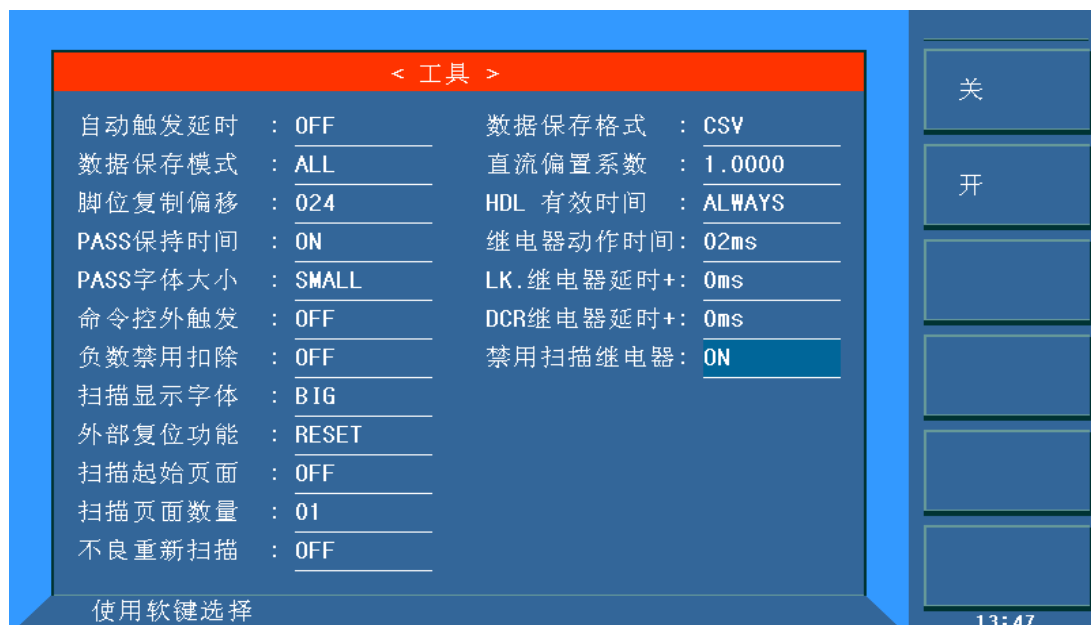 < 工具 >
自动触发延时 : OFF
数据保存模式 : ALL
脚位复制偏移 : 024
PASS保持时间 : ON
PASS字体大小 : SMALL
命令控外触发 : OFF
负数禁用扣除 : OFF
扫描显示字体 : BIG
外部复位功能 : RESET
扫描起始页面 : OFF
扫描页面数量 : 01
不良重新扫描 : OFF
数据保存格式 : CSV
直流偏置系数 : 1.0000
HDL 有效时间 : ALWAYS
继电器动作时间: 02ms
LK.继电器延时+: 0ms
DCR继电器延时+: 0ms
禁用扫描继电器: ON
使用软键选择
关
开
13:47